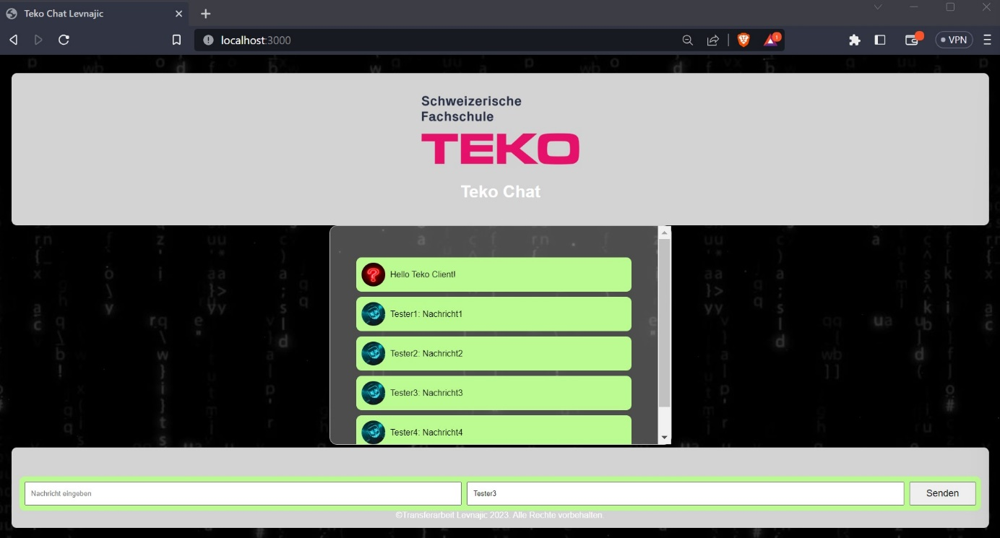 Teko Chat Levnajic
localhost:3000
1
VPN
Schweizerische
Fachschule
TEKO
Teko Chat
Hello Teko Client!
Tester1: Nachricht1
Tester2: Nachricht2
Tester3: Nachricht3
Tester4: Nachricht4
Nachricht eingeben
Tester3
Senden
©Transferarbeit Levnajic 2023. Alle Rechte vorbehalten.